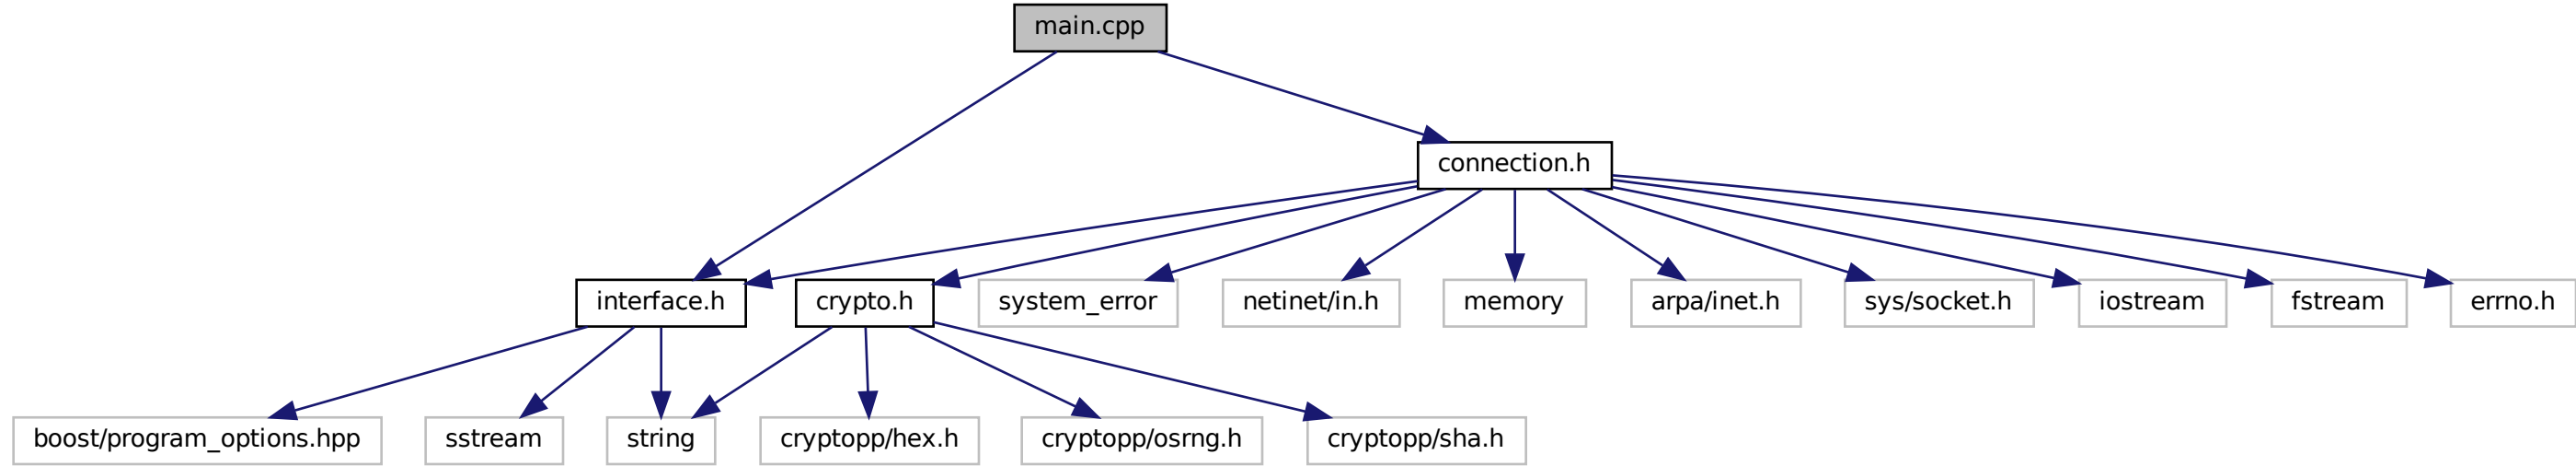 main.cpp
connection.h
interface.h
crypto.h
system_error
netinet/in.h
memory
arpa/inet.h
sys/socket.h
iostream
fstream
errno.h
boost/program_options.hpp
sstream
string
cryptopp/hex.h
cryptopp/osrng.h
cryptopp/sha.h